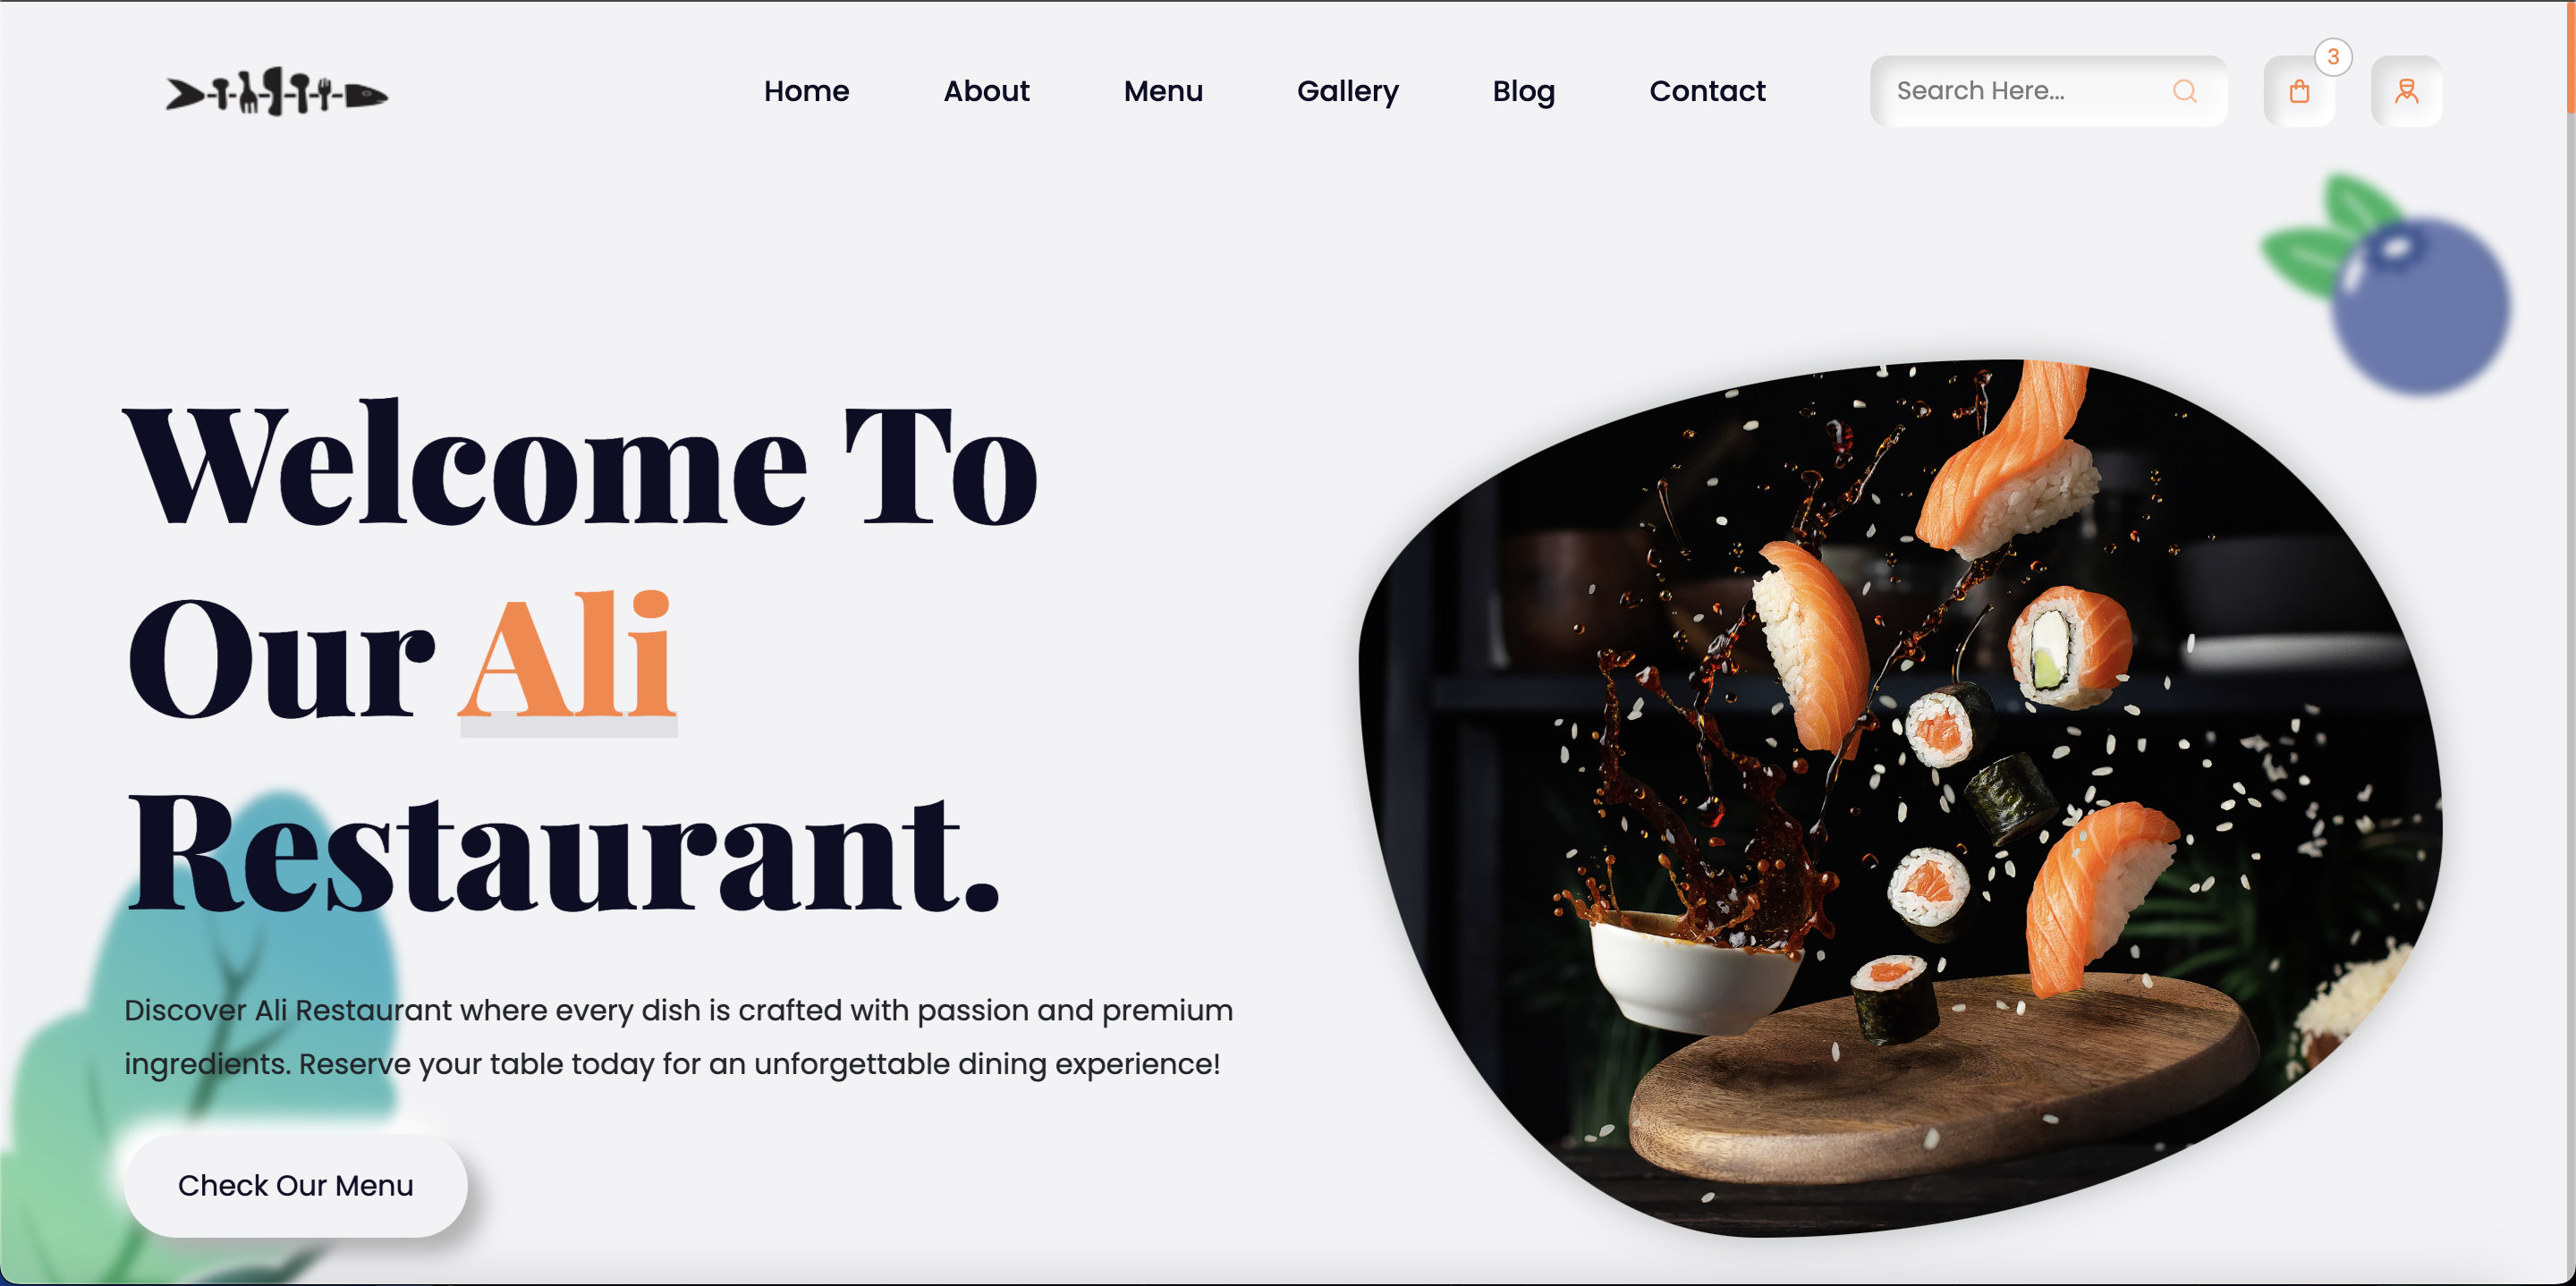 Home
About
Menu
Gallery
Blog
Contact
Search Here...
3
Welcome To
Our Ali
Restaurant.
Discover Ali Restaurant where every dish is crafted with passion and premium
ingredients. Reserve your table today for an unforgettable dining experience!
Check Our Menu